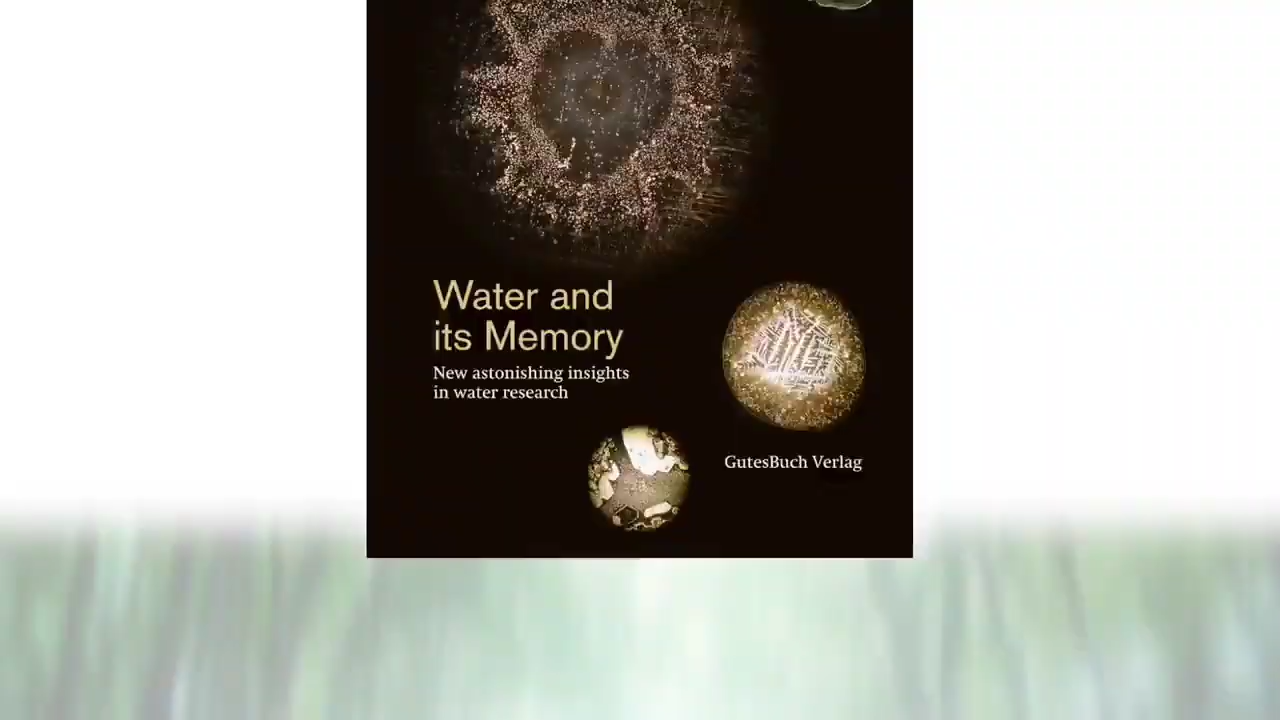 Water and
its Memory
New astonishing insights
in water research
GutesBuch Verlag